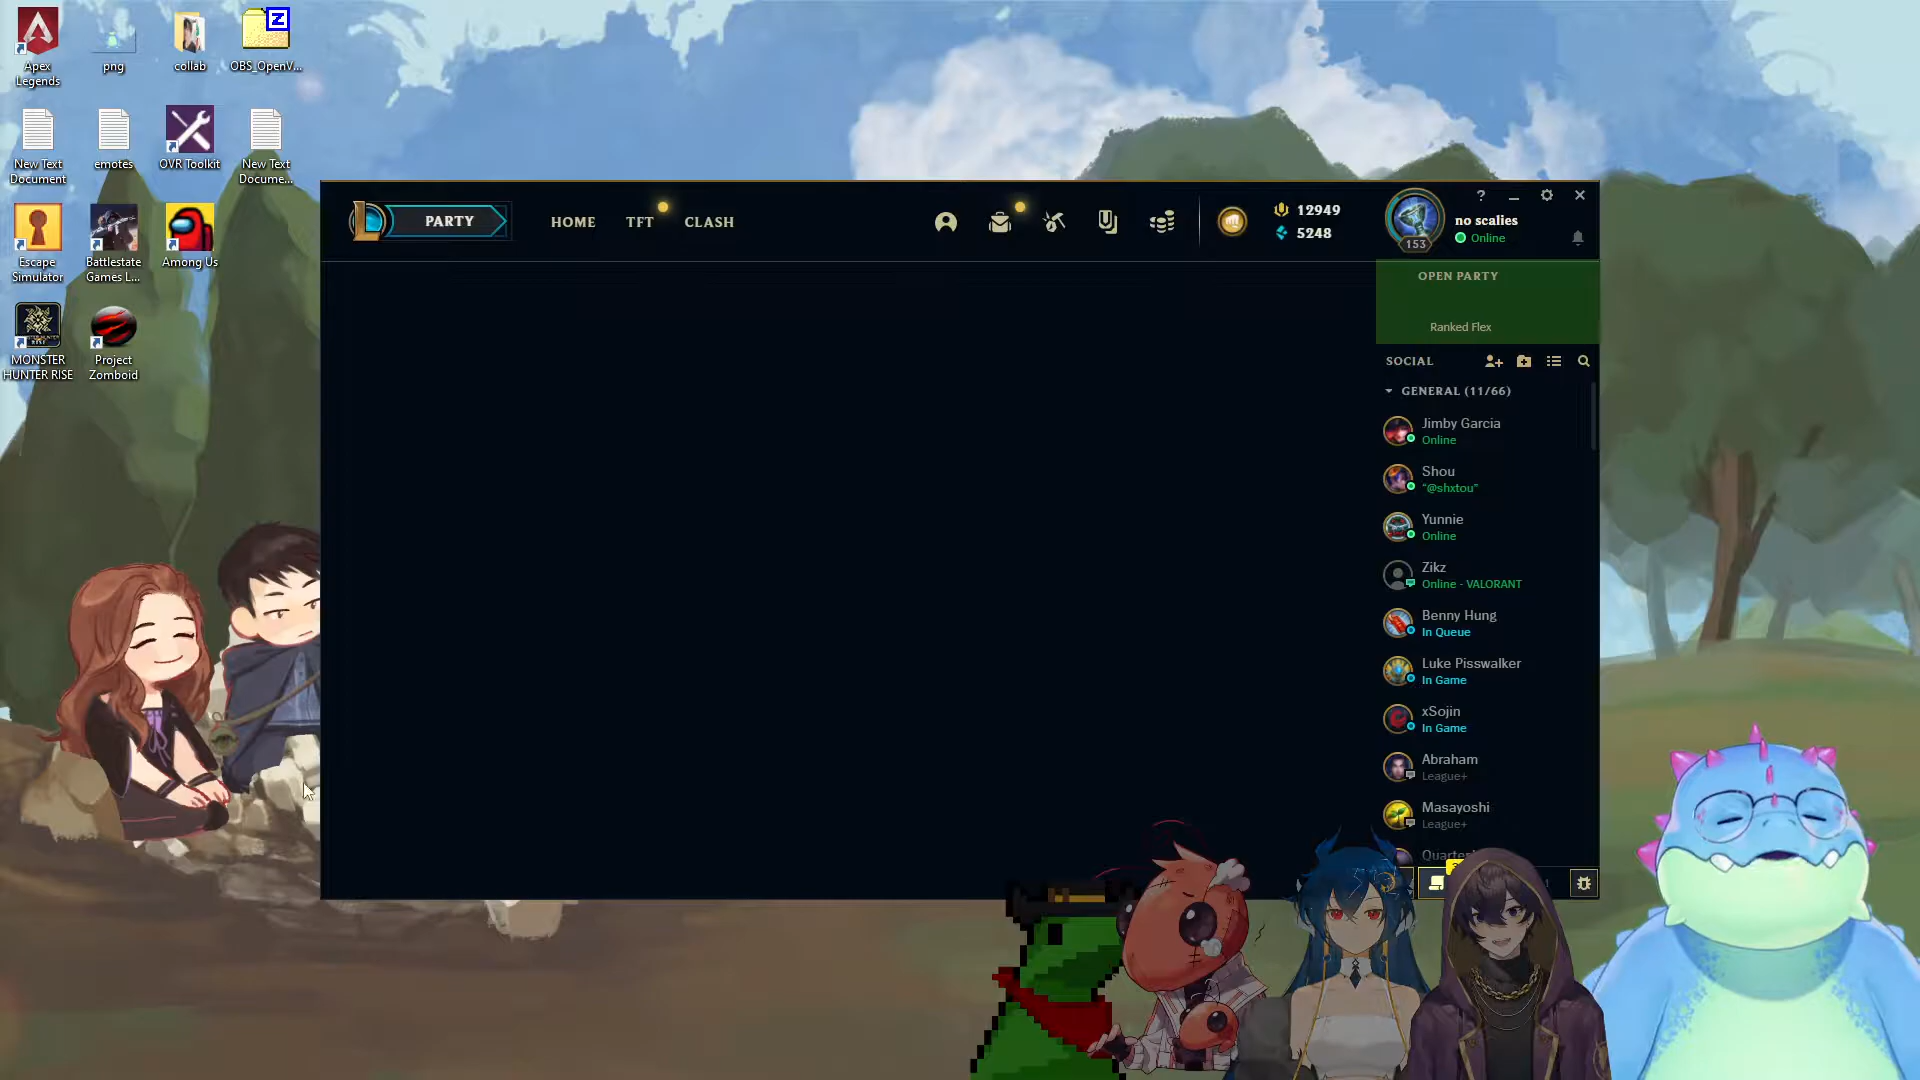 Apex
Legends
png
collab
OBS_OpenV...
New Text
Document
emotes
OVR Toolkit
New Text
Docume...
Escape
Simulator
Battlestate
Games L...
Among Us
MONSTER
HUNTER RISE
Project
Zomboid
PARTY
HOME
TFT
CLASH
12949
5248
153
no scalies
Online
OPEN PARTY
Ranked Flex
SOCIAL
GENERAL (11/66)
Jimby Garcia
Online
Shou
"@shxtou"
Yunnie
Online
Zikz
Online - VALORANT
Benny Hung
In Queue
Luke Pisswalker
In Game
xSojin
In Game
Abraham
League+
Masayoshi
League+